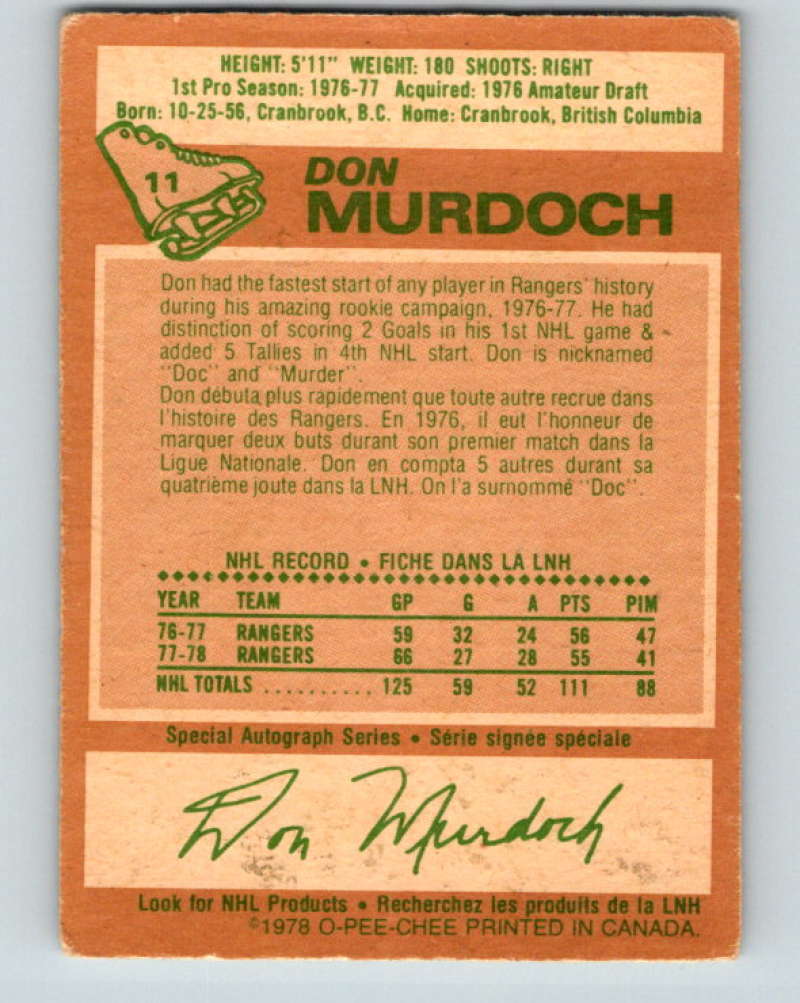 HEIGHT: 5'11" WEIGHT: 180 SHOOTS: RIGHT
1st Pro Season: 1976-77 Acquired: 1976 Amateur Draft
Born: 10-25-56, Cranbrook, B.C. Home: Cranbrook, British Columbia
11
DON
MURDOCH
Don had the fastest start of any player in Rangers' history
during his amazing rookie campaign, 1976-77. He had
distinction of scoring 2 Goals in his 1st NHL game &
added 5 Tallies in 4th NHL start. Don is nicknamed
"Doc" and "Murder".
Don débuta plus rapidement que toute autre recrue dans
l'histoire des Rangers. En 1976, il eut l'honneur de
marquer deux buts durant son premier match dans la
Ligue Nationale. Don en compta 5 autres durant sa
quatrième joute dans la LNH. On l'a surnommé "Doc".
NHL RECORD • FICHE DANS LA LNH
YEAR TEAM GP G A PTS PIM
76-77 RANGERS 59 32 24 56 47
77-78 RANGERS 66 27 28 55 41
NHL TOTALS .......... 125 59 52 111 88
Special Autograph Series • Série signée spéciale
Don Murdoch
Look for NHL Products • Recherchez les produits de la LNH
©1978 O-PEE-CHEE PRINTED IN CANADA.